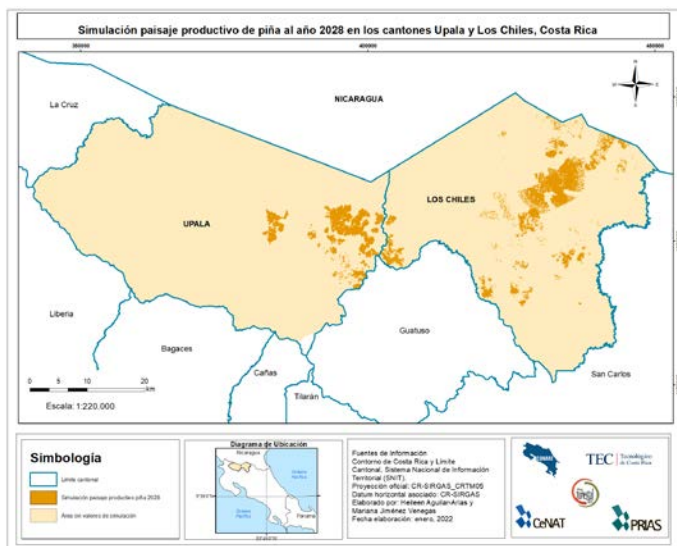 Simulación paisaje productivo de piña al año 2028 en los cantones Upala y Los Chiles, Costa Rica
350000
400000
450000
NICARAGUA
La Cruz
UPALA
LOS CHILES
Liberia
Bagaces
Cañas
Tilarán
Guatuso
San Carlos
0 5 10 20
Km
Escala: 1:220.000
Simbología
Límite cantonal
Simulación paisaje productivo piña 2028
Área sin valores de simulación
Diagrama de Ubicación
Nicaragua
Panama
Fuentes de Información
Contorno de Costa Rica y Límite
Cantonal, Sistema Nacional de Información
Territorial (SNIT).
Proyección oficial: CR-SIRGAS_CRTM05
Datum horizontal asociado: CR-SIRGAS
Elaborado por: Heileen Aguilar-Arias y
Mariana Jiménez Venegas
Fecha elaboración: enero, 2022
TEC Tecnológico
de Costa Rica
CeNAT
PRIAS